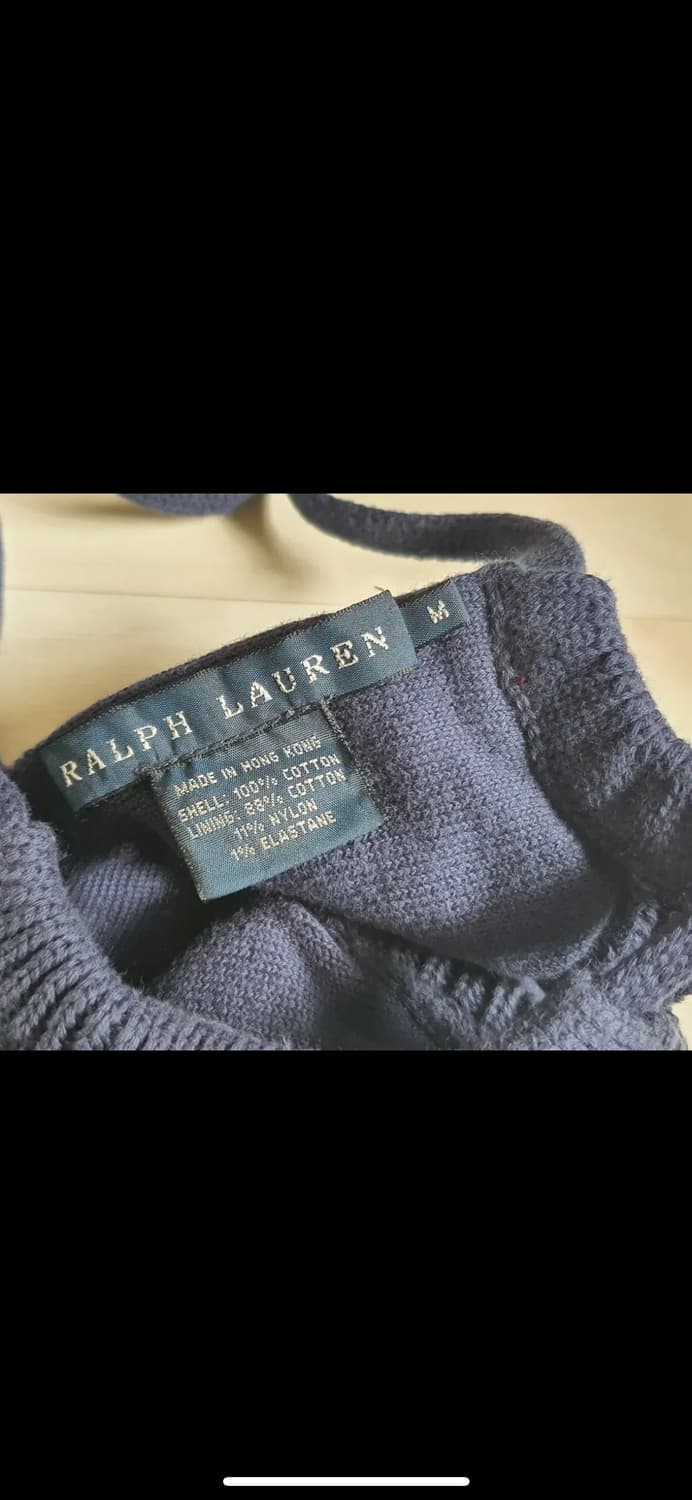 RALPH LAUREN
M
MADE IN HONG KONG
SHELL: 100% COTTON
LINING: 88% COTTON
11% NYLON
1% ELASTANE